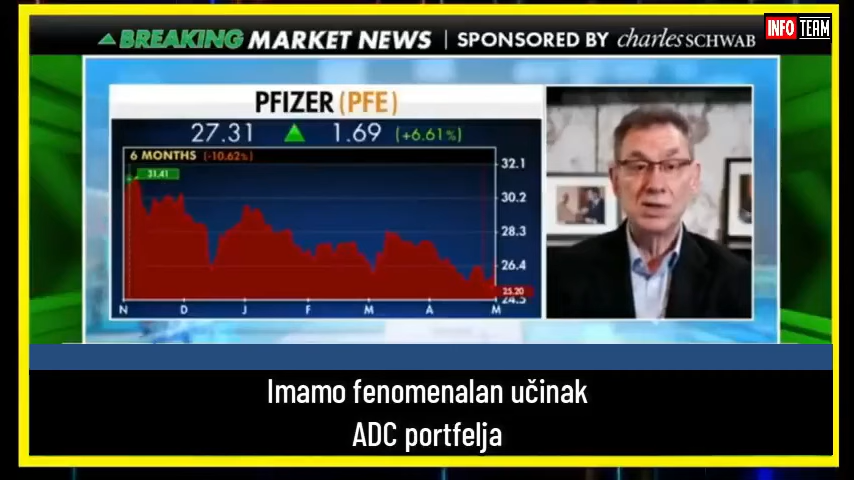 BREAKING MARKET NEWS | SPONSORED BY charles SCHWAB
INFO TEAM
PFIZER (PFE)
27.31 1.69 (+6.61%)
6 MONTHS (-10.62%)
31.41
32.1
30.2
28.3
26.4
25.20
24.5
N D J F M A M
Imamo fenomenalan učinak
ADC portfelja